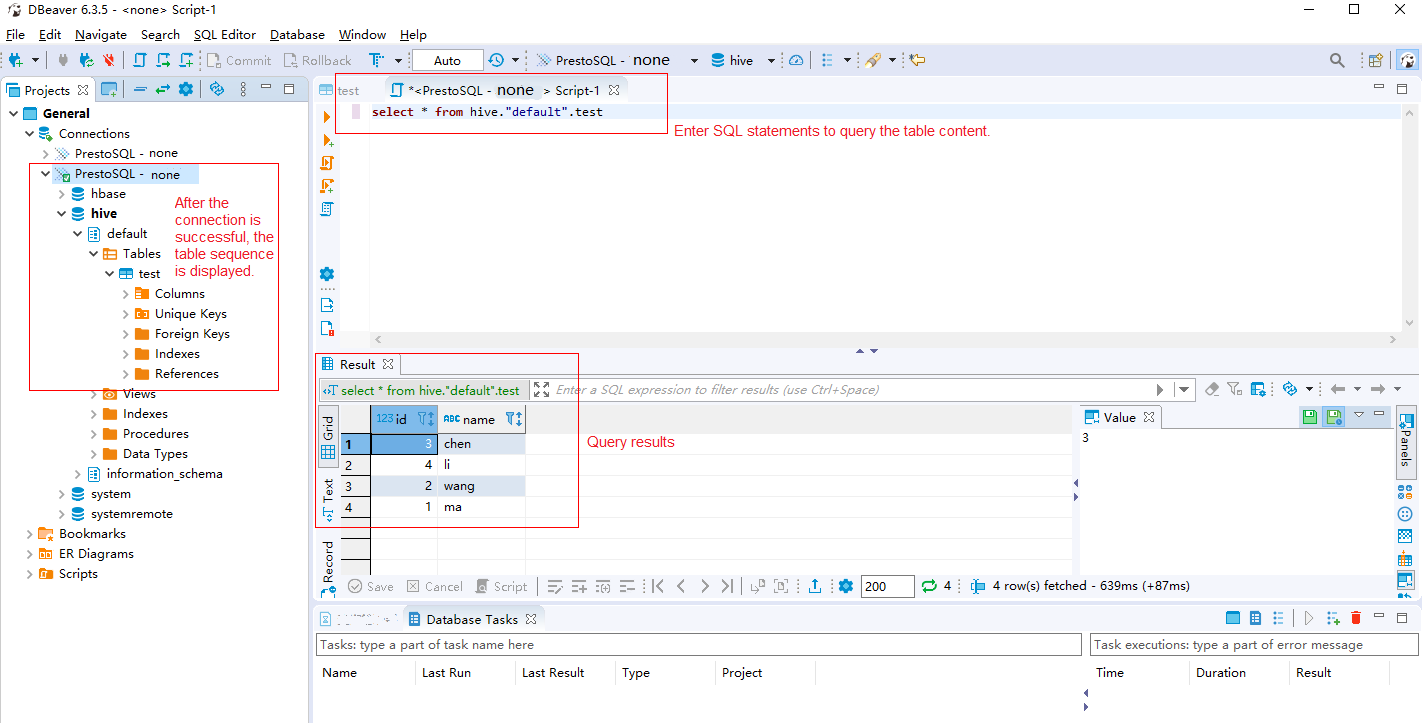 DBeaver 6.3.5 - <none> Script-1
File Edit Navigate Search SQL Editor Database Window Help
Commit Rollback Auto PrestoSQL - none hive
Projects
General
Connections
PrestoSQL - none
PrestoSQL - none
hbase
hive
default
Tables
test
Columns
Unique Keys
Foreign Keys
Indexes
References
Views
Indexes
Procedures
Data Types
information_schema
system
systemremote
Bookmarks
ER Diagrams
Scripts
After the
connection is
successful, the
table sequence
is displayed.
test *<PrestoSQL - none > Script-1
select * from hive."default".test
Enter SQL statements to query the table content.
Result
select * from hive."default".test Enter a SQL expression to filter results (use Ctrl+Space)
Grid
Text
Record
123 id ABC name
1 3 chen
2 4 li
3 2 wang
4 1 ma
Query results
Value
3
Panels
Save Cancel Script 200 4 4 row(s) fetched - 639ms (+87ms)
Database Tasks
Tasks: type a part of task name here Task executions: type a part of error message
Name Last Run Last Result Type Project Time Duration Result